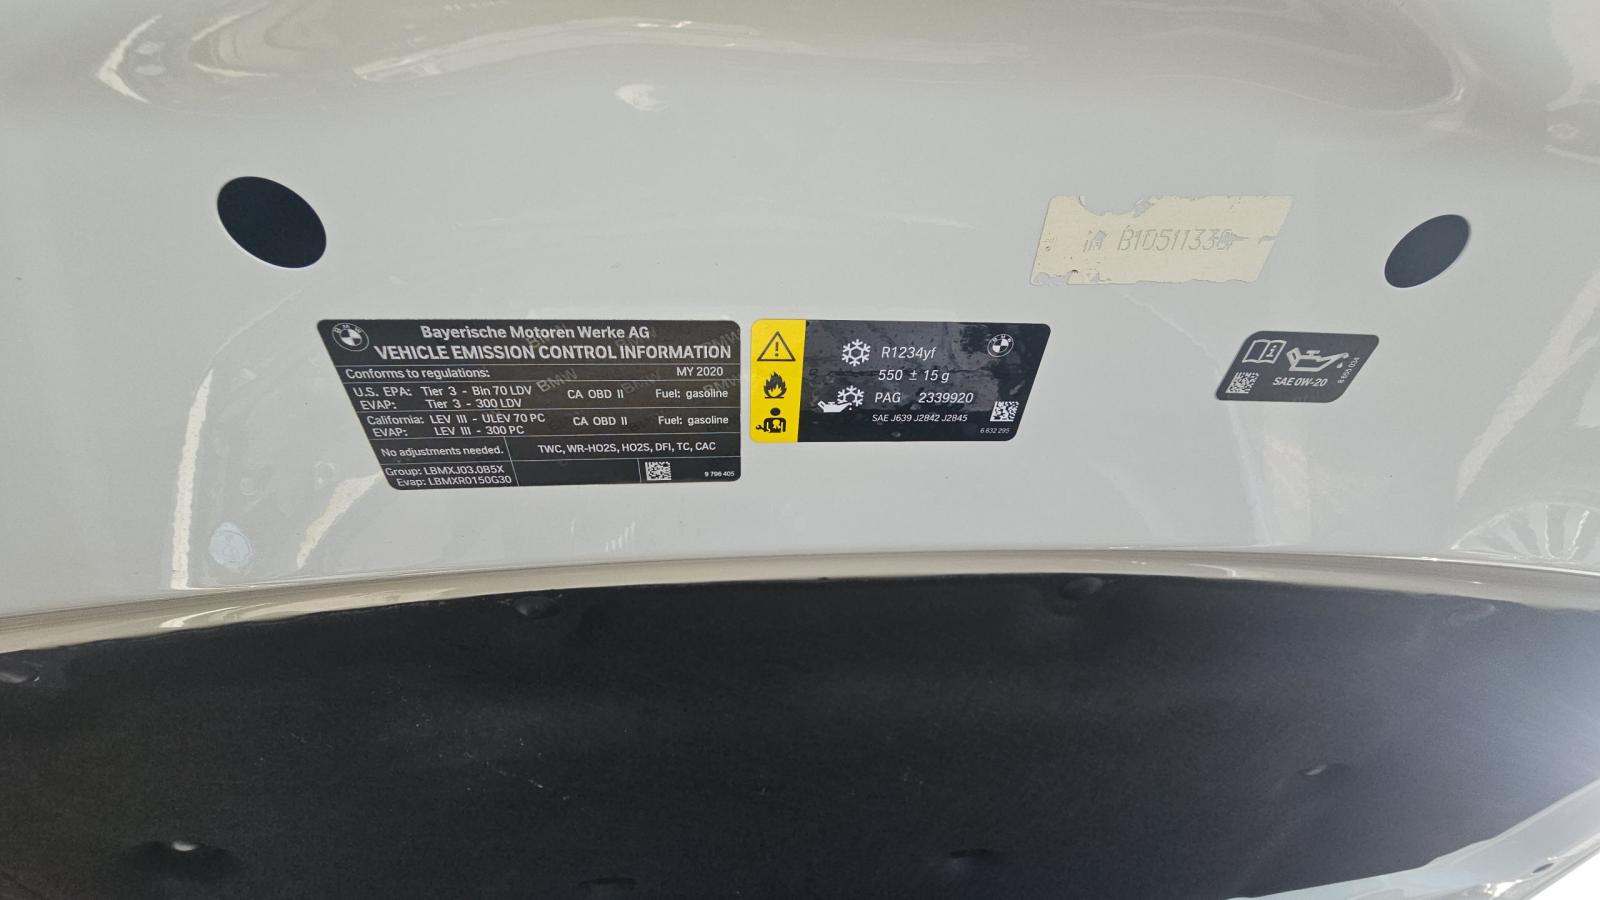 B1D51133
Bayerische Motoren Werke AG
VEHICLE EMISSION CONTROL INFORMATION
Conforms to regulations: MY 2020
U.S. EPA: Tier 3 - Bin 70 LDV CA OBD II Fuel: gasoline
EVAP: Tier 3 - 300 LDV
California: LEV III - ULEV 70 PC CA OBD II Fuel: gasoline
EVAP: LEV III - 300 PC
No adjustments needed. TWC, WR-HO2S, HO2S, DFI, TC, CAC
Group: LBMXJ03.0B5X
Evap: LBMXR0150G30
9 796 405
R1234yf
550 ± 15 g
PAG 2339920
SAE J639 J2842 J2845
6 832 295
SAE 0W-20